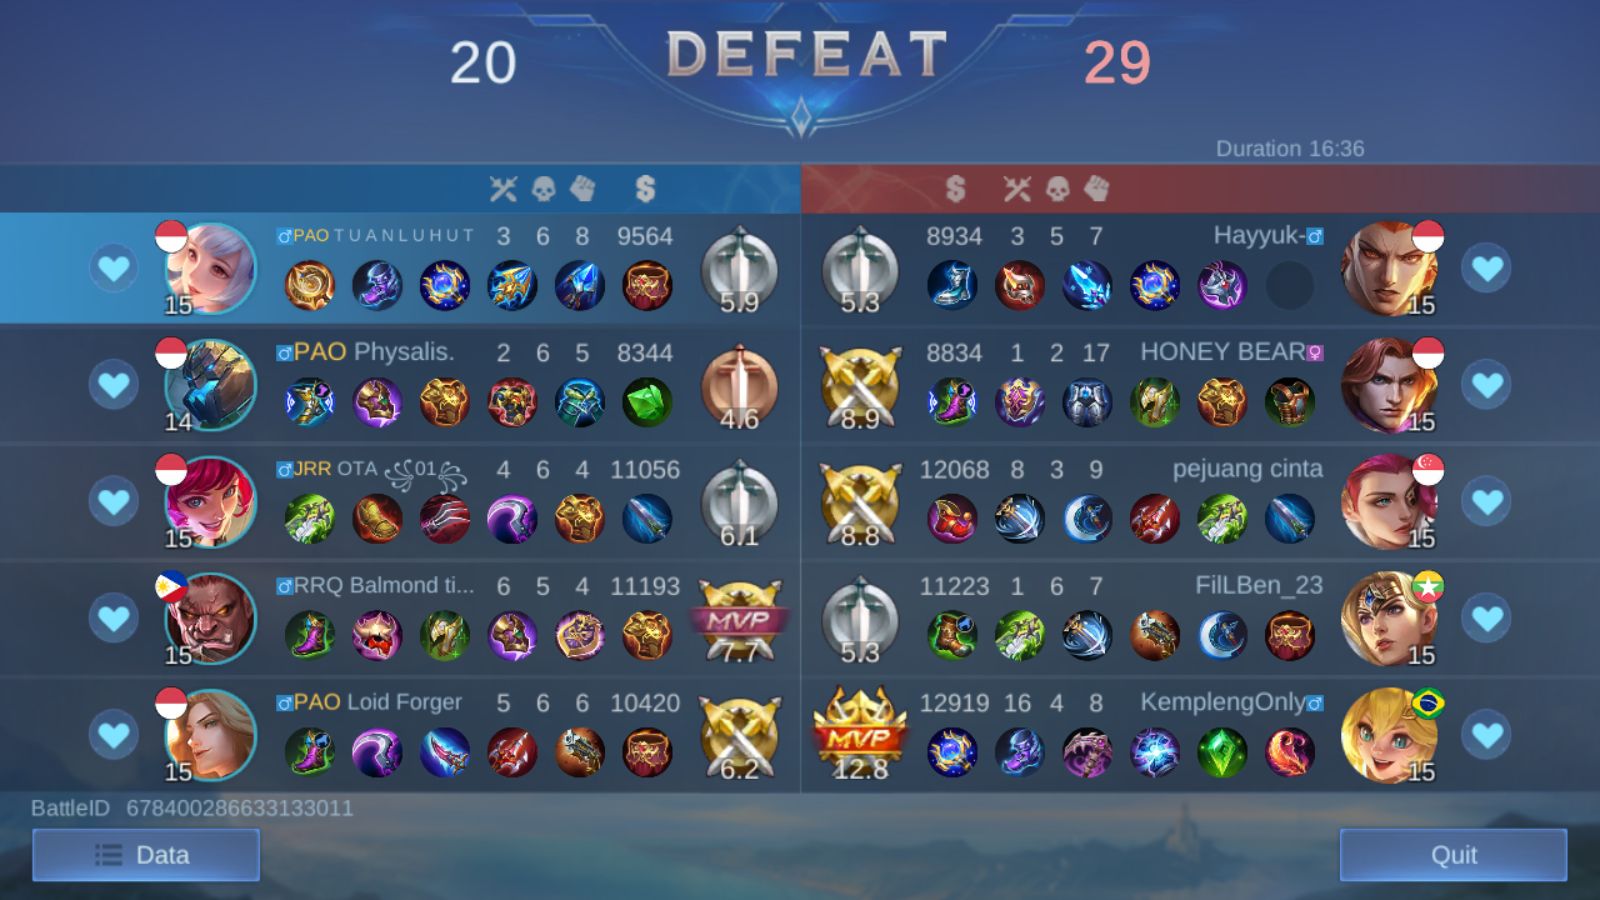 20 DEFEAT 29
Duration 16:36
PAO T U A N L U H U T 3 6 8 9564
15 5.9
8934 3 5 7 Hayyuk-
5.3 15
PAO Physalis. 2 6 5 8344
14 4.6
8834 1 2 17 HONEY BEAR
8.9 15
JRR OTA ꧁01꧂ 4 6 4 11056
15 6.1
12068 8 3 9 pejuang cinta
8.8 15
RRQ Balmond ti... 6 5 4 11193
MVP
15 7.7
11223 1 6 7 FilLBen_23
5.3 15
PAO Loid Forger 5 6 6 10420
15 6.2
12919 16 4 8 KemplengOnly
MVP
12.8 15
BattleID 678400286633133011
Data Quit